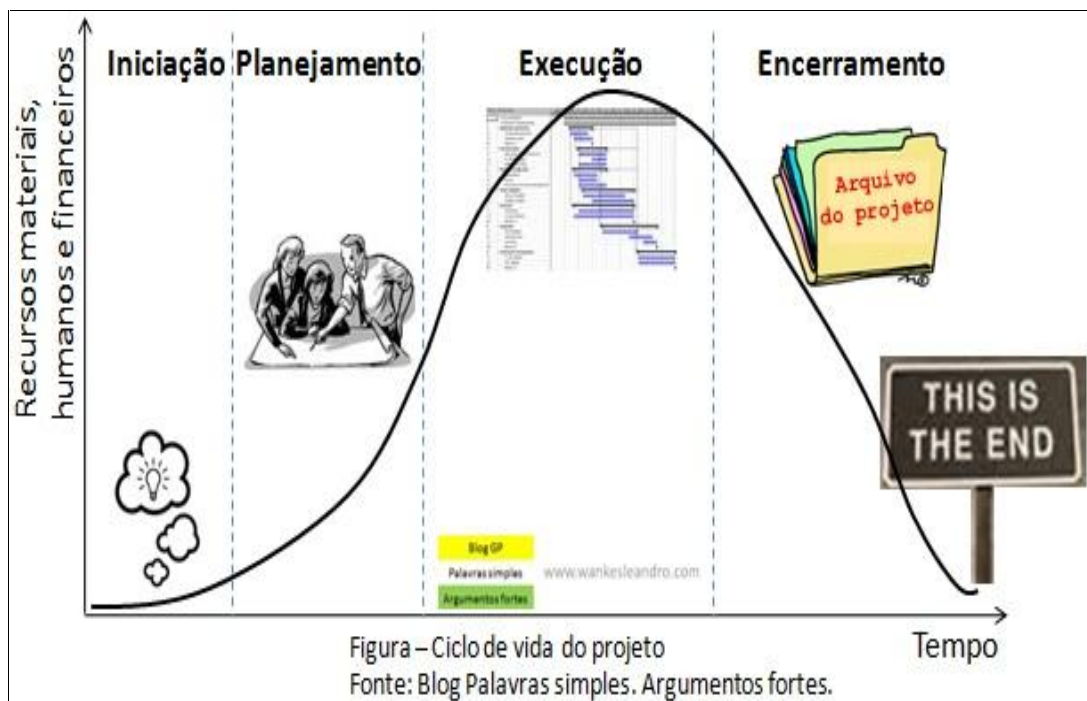 Recursos materiais,
humanos e financeiros
Iniciação
Planejamento
Execução
Encerramento
Arquivo
do projeto
THIS IS
THE END
Blog GP
Palavras simples
www.wankesleandro.com
Argumentos fortes
Tempo
Figura – Ciclo de vida do projeto
Fonte: Blog Palavras simples. Argumentos fortes.